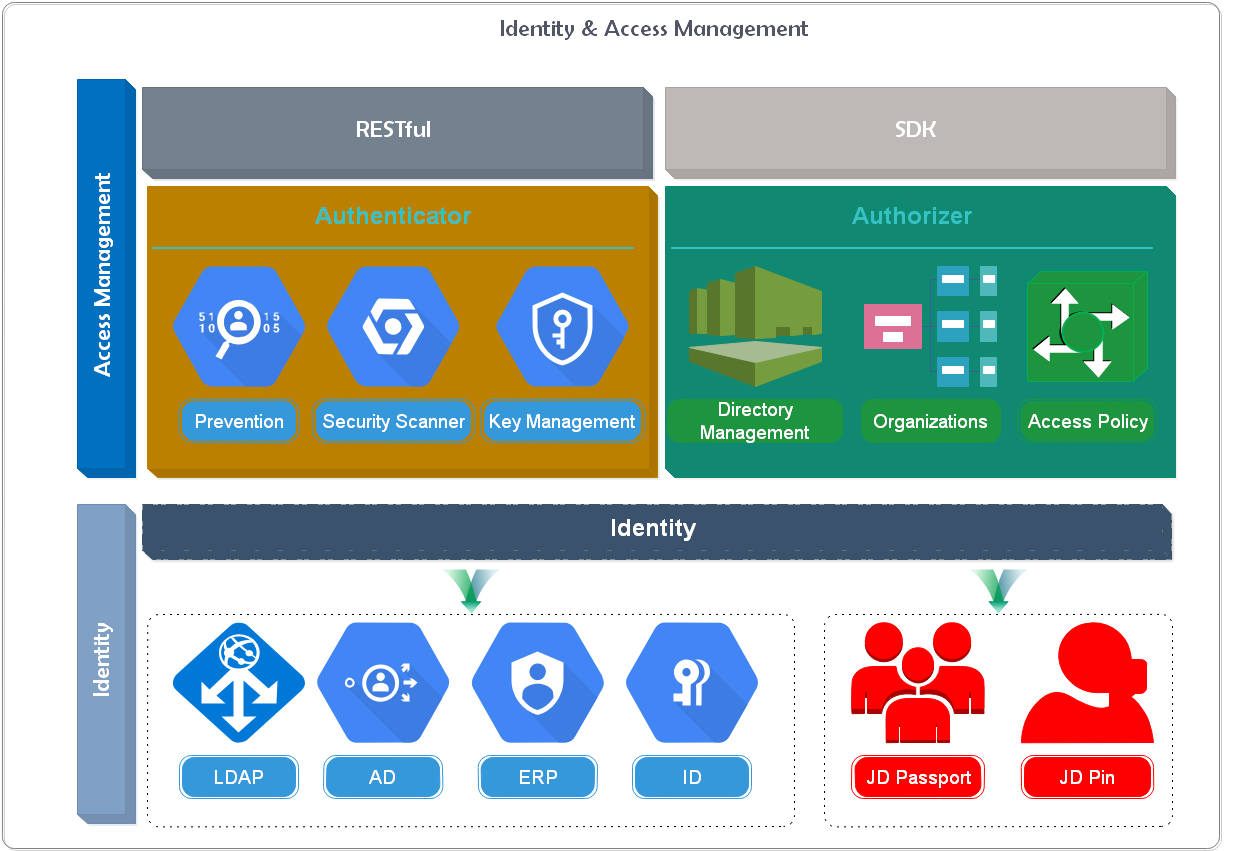 Identity & Access Management
Access Management
RESTful
SDK
Authenticator
Authorizer
51
10
15
05
Prevention
Security Scanner
Key Management
Directory
Management
Organizations
Access Policy
Identity
Identity
LDAP
AD
ERP
ID
JD Passport
JD Pin